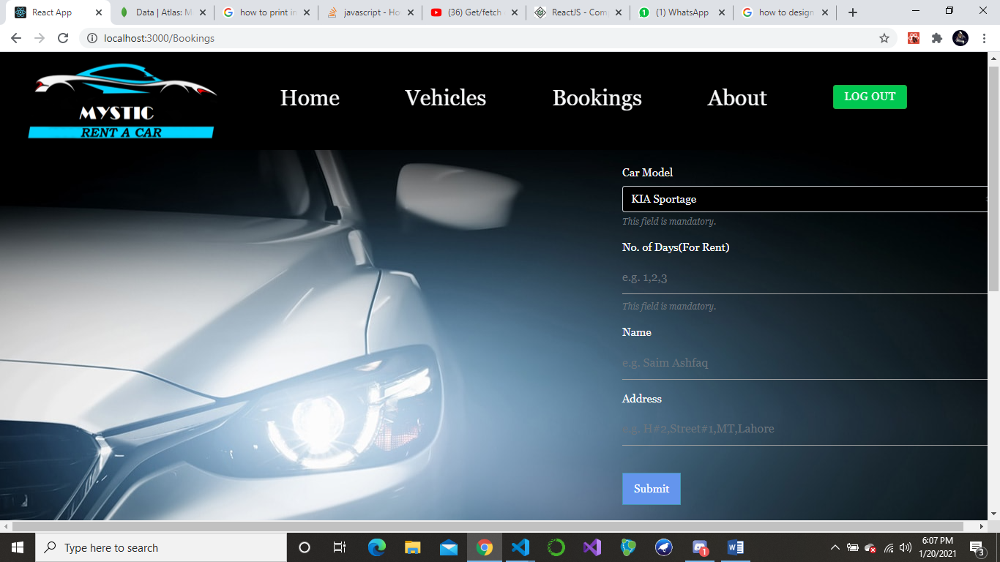 React App
Data | Atlas: M
how to print in
javascript - Ho
(36) Get/fetch
ReactJS - Com
(1) WhatsApp
how to design
localhost:3000/Bookings
MYSTIC
RENT A CAR
Home
Vehicles
Bookings
About
LOG OUT
Car Model
KIA Sportage
This field is mandatory.
No. of Days(For Rent)
e.g. 1,2,3
This field is mandatory.
Name
e.g. Saim Ashfaq
Address
e.g. H#2,Street#1,MT,Lahore
Submit
Type here to search
1
6:07 PM
1/20/2021
3